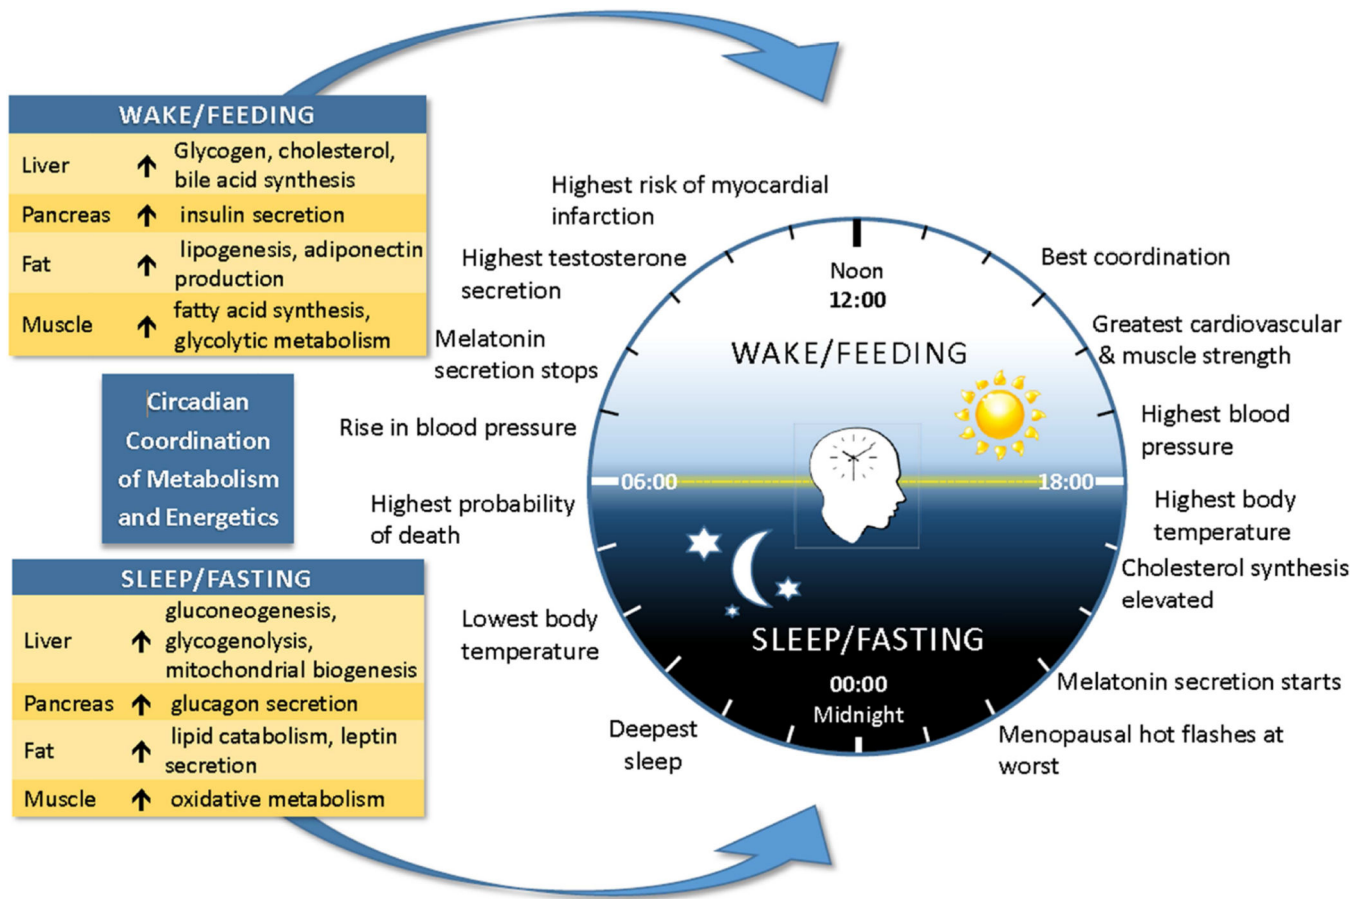 WAKE/FEEDING
Liver ↑ Glycogen, cholesterol,
bile acid synthesis
Pancreas ↑ insulin secretion
Fat ↑ lipogenesis, adiponectin
production
Muscle ↑ fatty acid synthesis,
glycolytic metabolism
Circadian
Coordination
of Metabolism
and Energetics
SLEEP/FASTING
Liver ↑ gluconeogenesis,
glycogenolysis,
mitochondrial biogenesis
Pancreas ↑ glucagon secretion
Fat ↑ lipid catabolism, leptin
secretion
Muscle ↑ oxidative metabolism
Highest risk of myocardial
infarction
Highest testosterone
secretion
Melatonin
secretion stops
Rise in blood pressure
Highest probability
of death
Lowest body
temperature
Deepest
sleep
Noon
12:00
WAKE/FEEDING
06:00
18:00
SLEEP/FASTING
00:00
Midnight
Best coordination
Greatest cardiovascular
& muscle strength
Highest blood
pressure
Highest body
temperature
Cholesterol synthesis
elevated
Melatonin secretion starts
Menopausal hot flashes at
worst